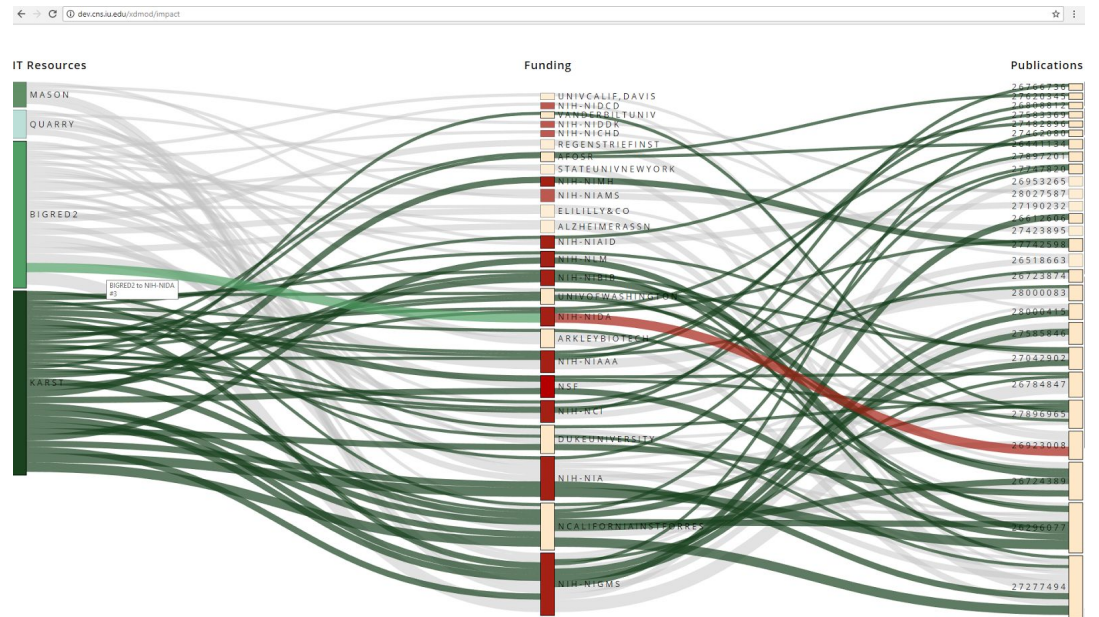 dev.cns.iu.edu/xdmod/impact
IT Resources
Funding
Publications
MASON
QUARRY
BIGRED2
BIGRED2 to NIH-NIDA
#3
KARST
UNIVCALIF,DAVIS
NIH-NIDCD
VANDERBILTUNIV
NIH-NIDDK
NIH-NICHD
REGENSTRIEFINST
AFOSR
STATEUNIVNEWYORK
NIH-NIMH
NIH-NIAMS
ELILILLY&CO
ALZHEIMERASSN
NIH-NIAID
NIH-NLM
NIH-NIBIB
UNIVOFWASHINGTON
NIH-NIDA
ARKLEYBIOTECH
NIH-NIAAA
NSF
NIH-NCI
DUKEUNIVERSITY
NIH-NIA
NCALIFORNIAINSTFORRES
NIH-NIGMS
26766736
27620345
26808812
27583369
27482896
27462080
26441134
27897201
27747820
26953265
28027587
27190232
26612606
27423895
27742598
26518663
26723874
28000083
28000415
27585846
27042902
26784847
27896965
26923008
26724389
26296077
27277494